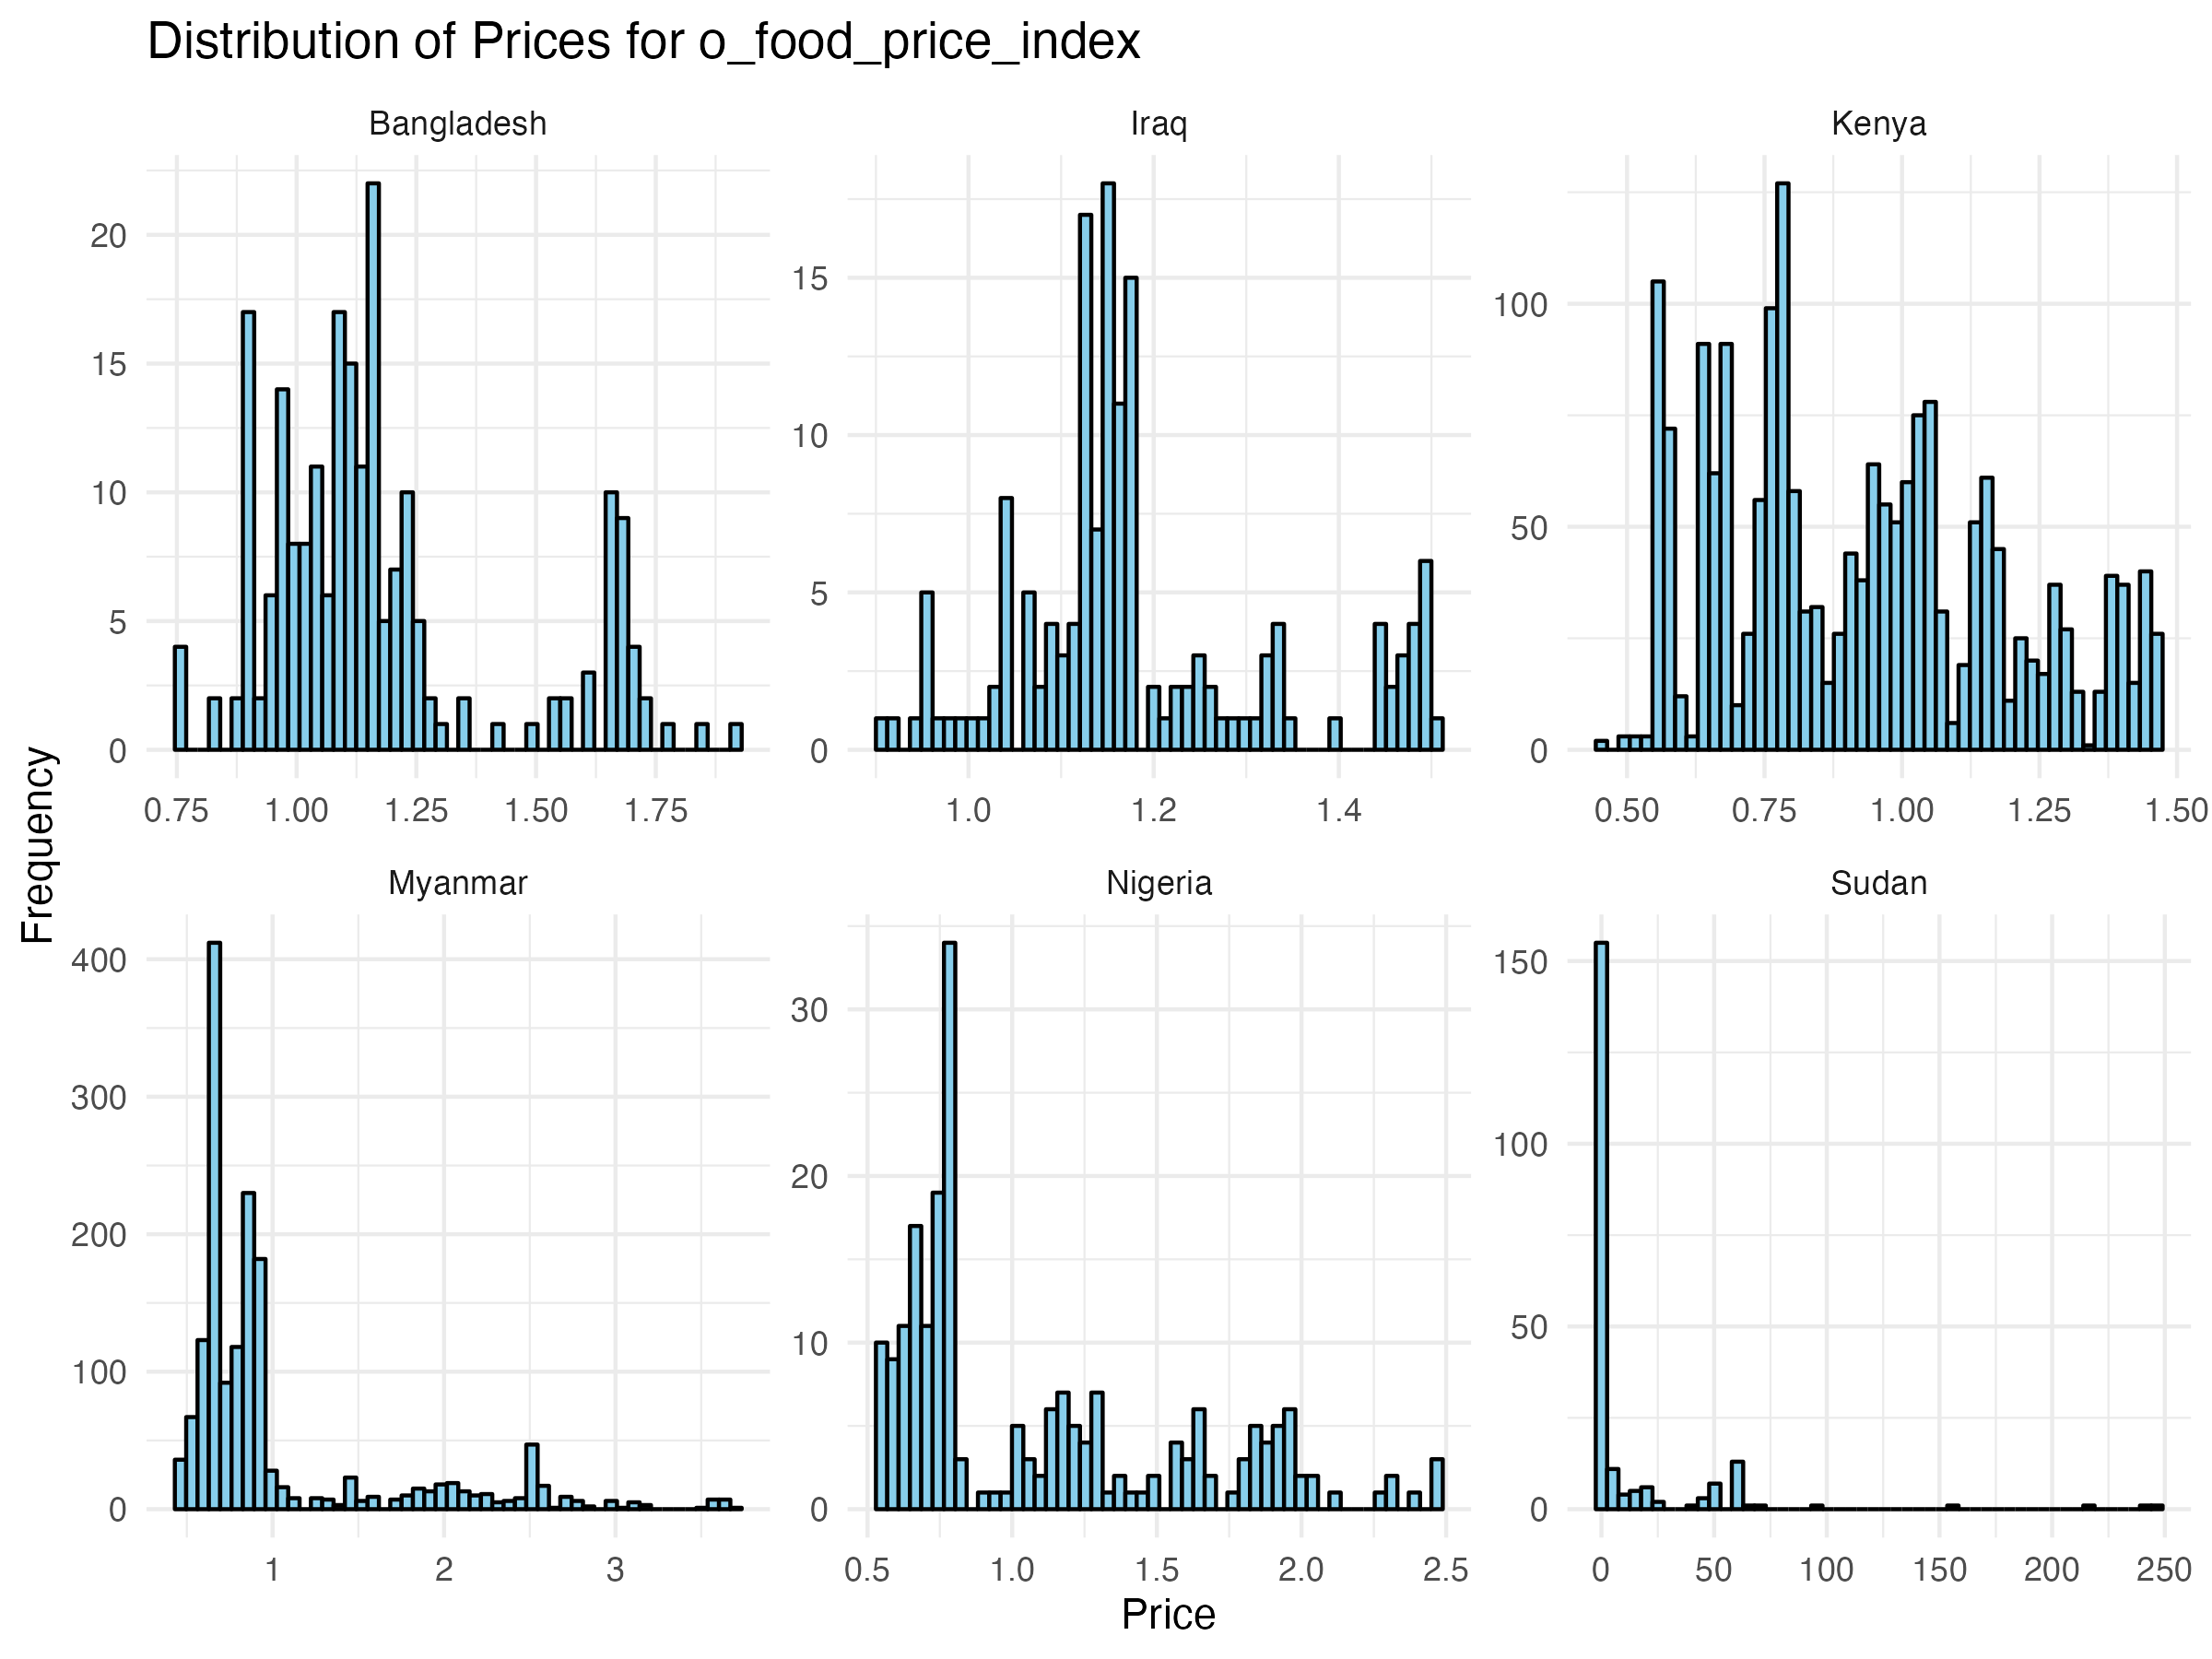 Distribution of Prices for o_food_price_index
Bangladesh
Iraq
Kenya
20
15
10
5
0
0.75 1.00 1.25 1.50 1.75
15
10
5
0
1.0 1.2 1.4
100
50
0
0.50 0.75 1.00 1.25 1.50
Frequency
Myanmar
Nigeria
Sudan
400
300
200
100
0
1 2 3
30
20
10
0
0.5 1.0 1.5 2.0 2.5
150
100
50
0
0 50 100 150 200 250
Price